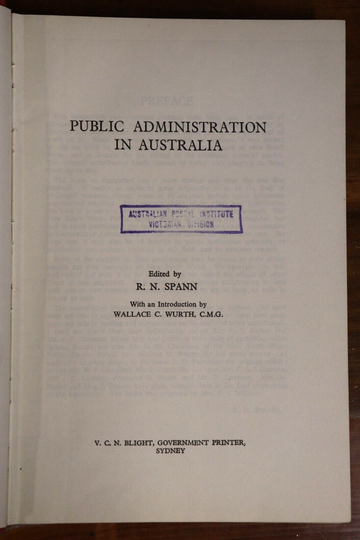 PUBLIC ADMINISTRATION
IN AUSTRALIA
AUSTRALIAN POSTAL INSTITUTE
VICTORIAN DIVISION
Edited by
R. N. SPANN
With an Introduction by
WALLACE C. WURTH, C.M.G.
V. C. N. BLIGHT, GOVERNMENT PRINTER,
SYDNEY